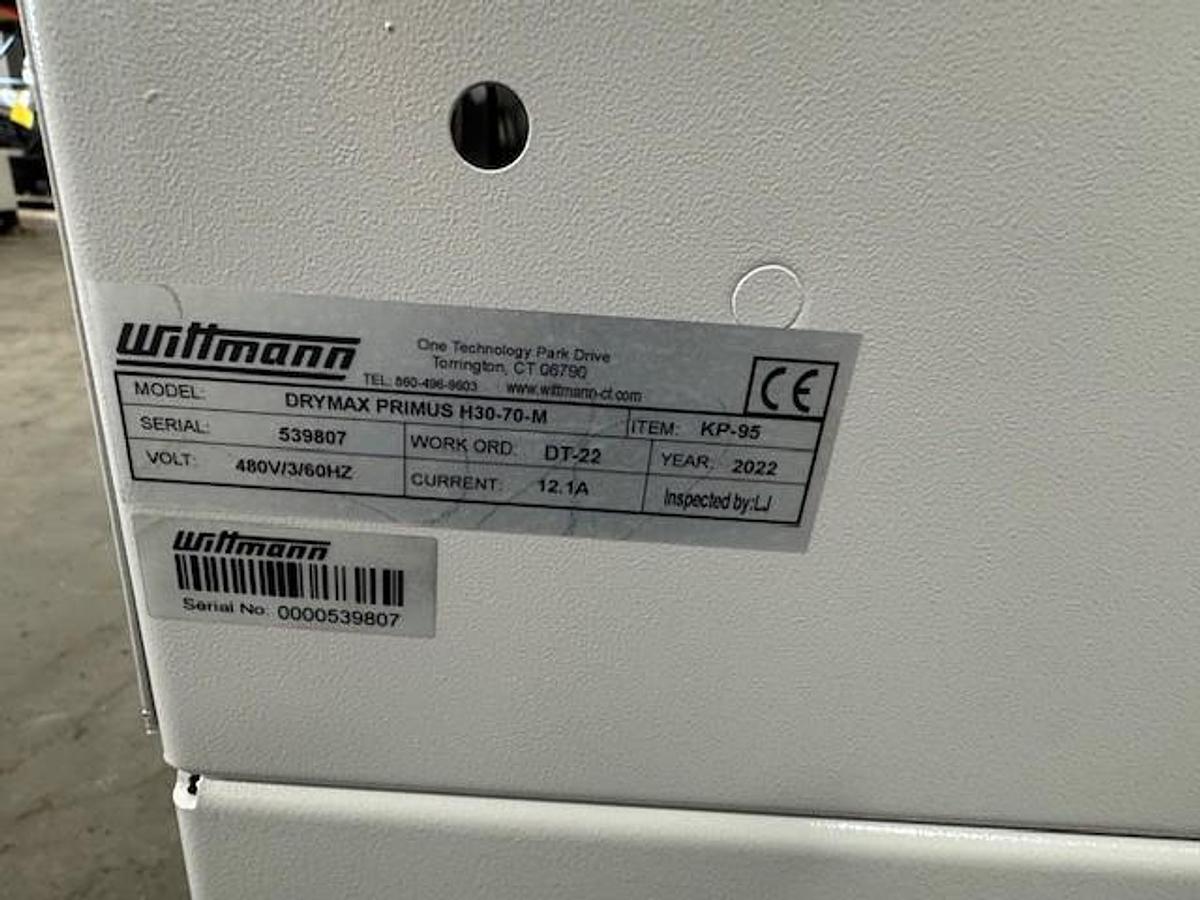 Wittmann
One Technology Park Drive
Torrington, CT 06790
TEL: 860-496-9603 www.wittmann-ct.com
CE
MODEL: DRYMAX PRIMUS H30-70-M ITEM: KP-95
SERIAL: 539807 WORK ORD: DT-22 YEAR: 2022
VOLT: 480V/3/60HZ CURRENT: 12.1A Inspected by:LJ
Wittmann
Serial No: 0000539807